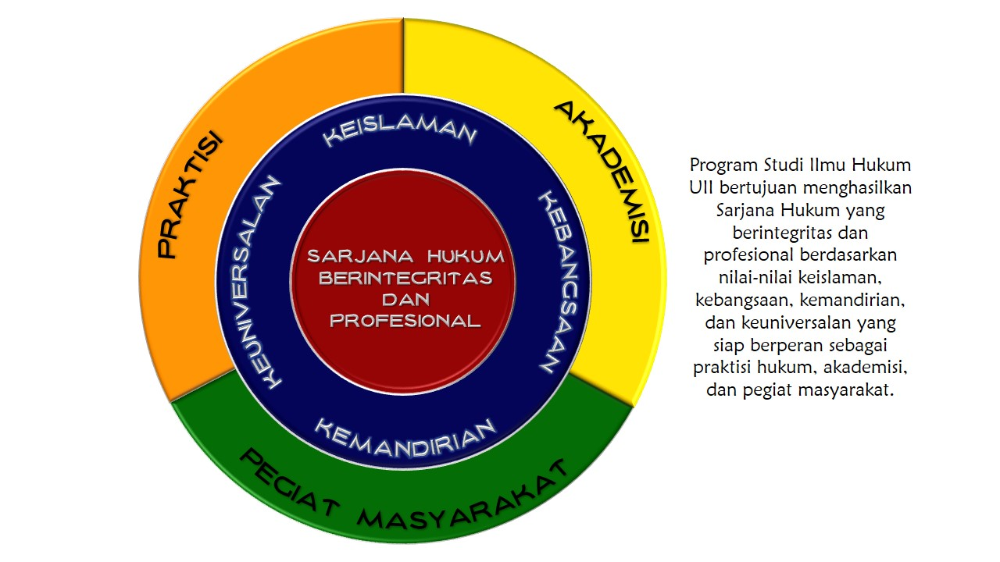 PRAKTISI
AKADEMISI
PEGIAT MASYARAKAT
KEISLAMAN
KEBANGSAAN
KEMANDIRIAN
KEUNIVERSALAN
SARJANA HUKUM
BERINTEGRITAS
DAN
PROFESIONAL
Program Studi Ilmu Hukum
UII bertujuan menghasilkan
Sarjana Hukum yang
berintegritas dan
profesional berdasarkan
nilai-nilai keislaman,
kebangsaan, kemandirian,
dan keuniversalan yang
siap berperan sebagai
praktisi hukum, akademisi,
dan pegiat masyarakat.